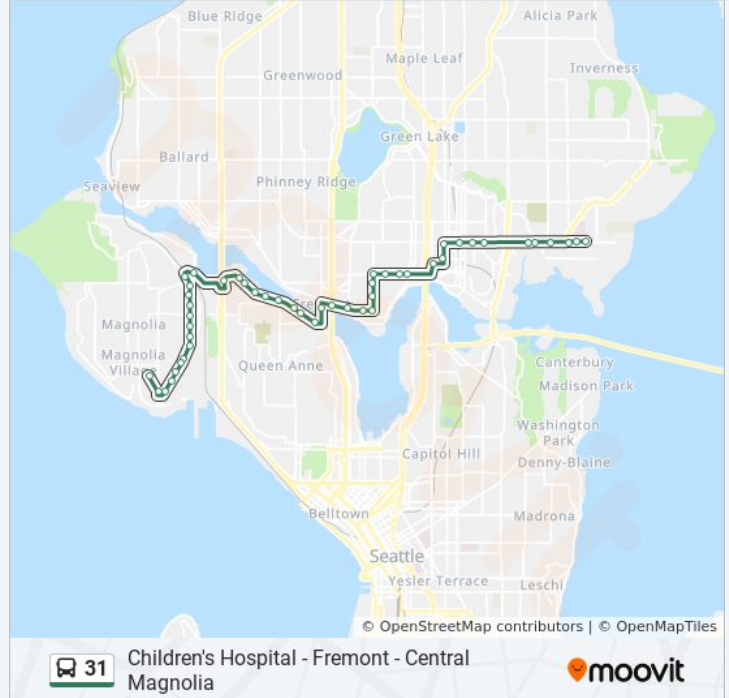 Blue Ridge
Alicia Park
Maple Leaf
Inverness
Greenwood
Green Lake
Ballard
Phinney Ridge
Seaview
Fremont
Magnolia
Magnolia
Village
Queen Anne
Canterbury
Madison Park
Washington
Park
Capitol Hill
Denny-Blaine
Belltown
Madrona
Seattle
Yesler Terrace
Leschi
© OpenStreetMap contributors | © OpenMapTiles
31
Children's Hospital - Fremont - Central
Magnolia
moovit